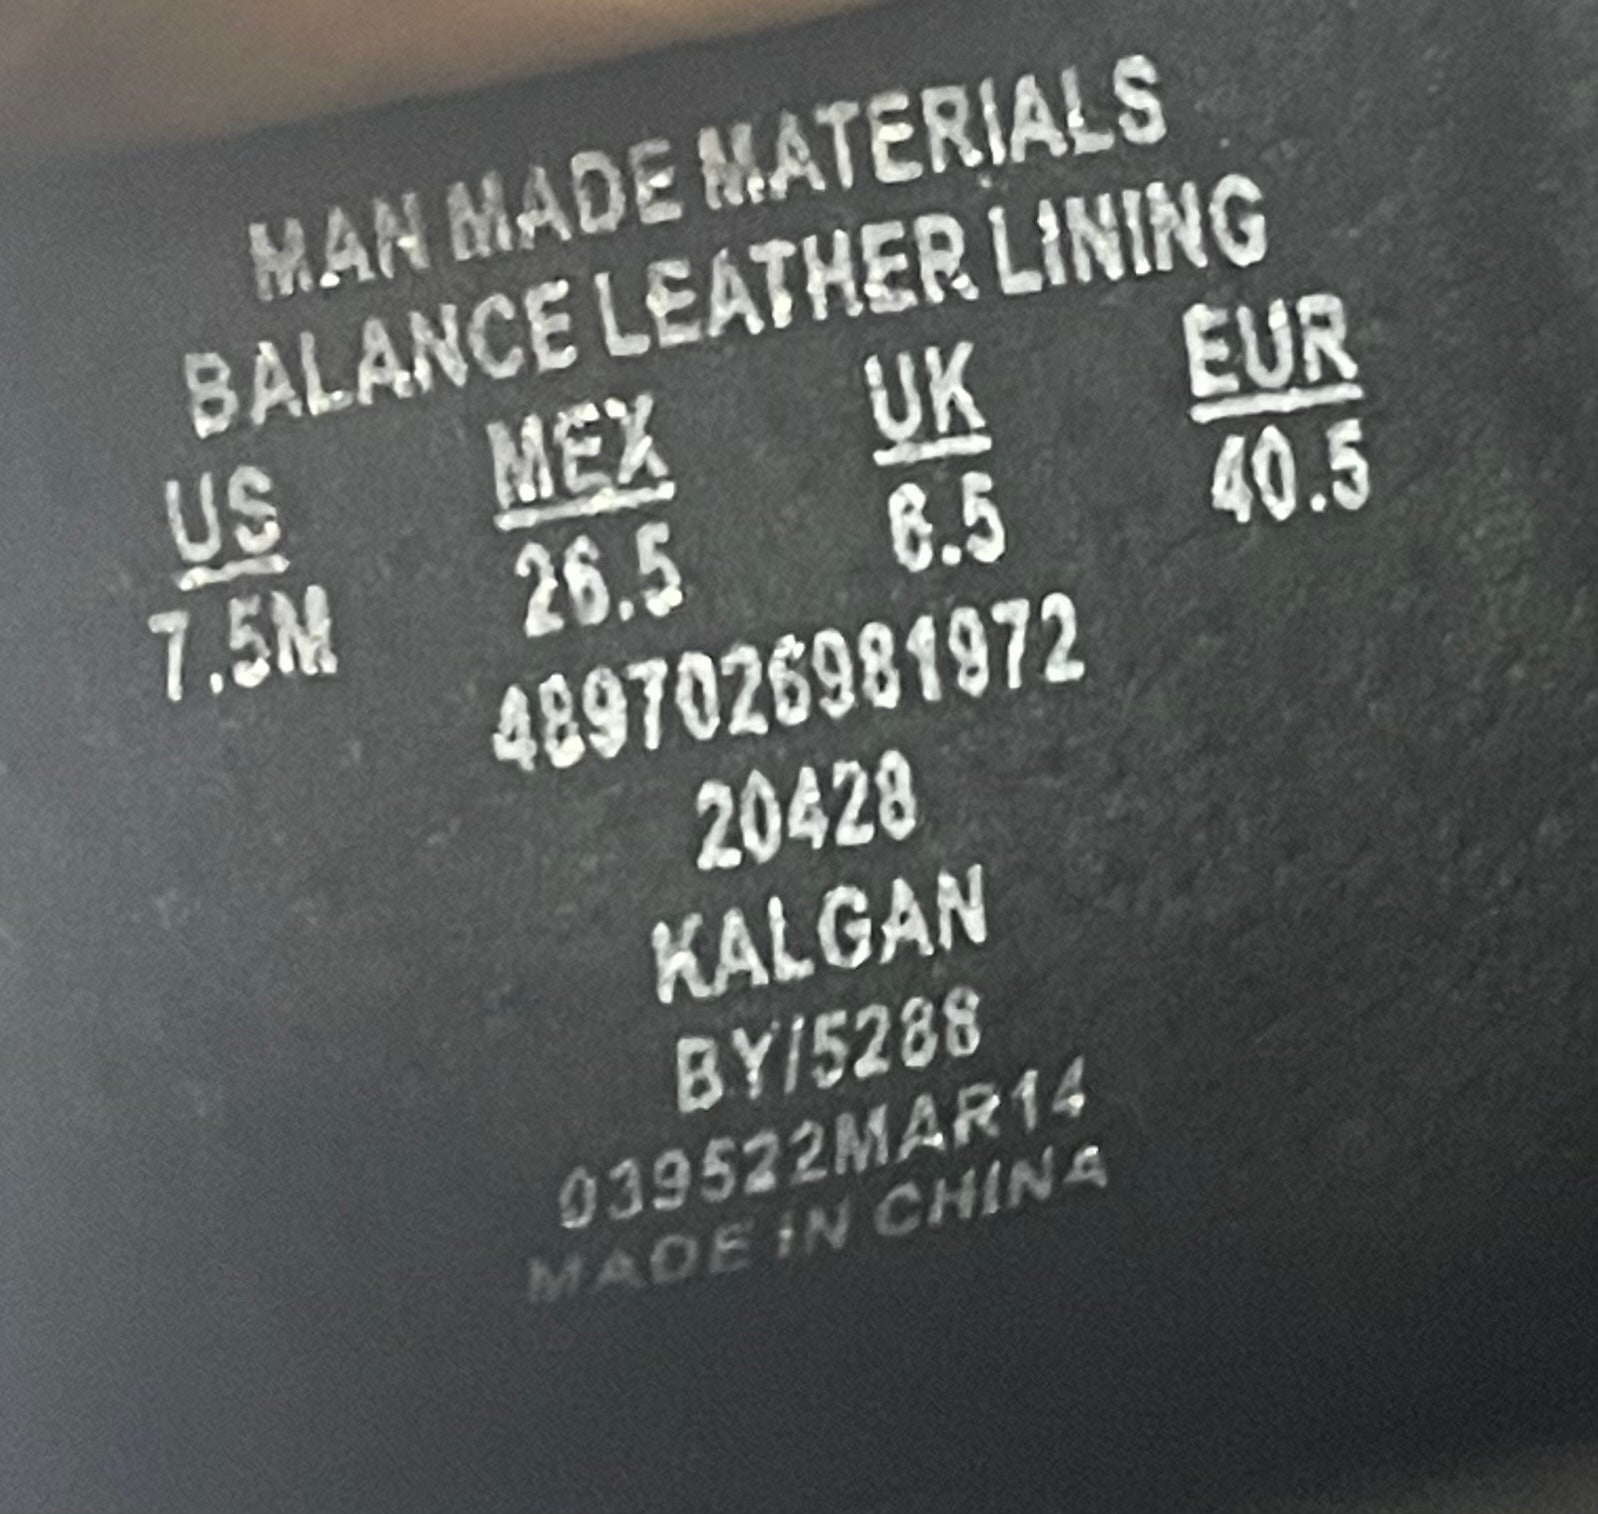 MAN MADE MATERIALS
BALANCE LEATHER LINING
US MEX UK EUR
7.5M 26.5 6.5 40.5
4897026981972
20428
KALGAN
BY/5288
039522MAR14
MADE IN CHINA